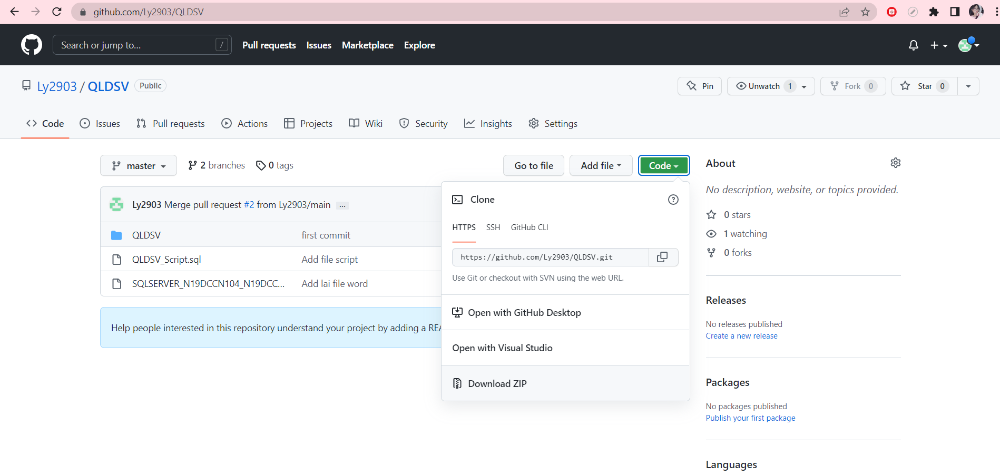 github.com/Ly2903/QLDSV
Search or jump to... /
Pull requests Issues Marketplace Explore
Ly2903 / QLDSV Public
Pin Unwatch 1 Fork 0 Star 0
Code Issues Pull requests Actions Projects Wiki Security Insights Settings
master 2 branches 0 tags Go to file Add file Code
Ly2903 Merge pull request #2 from Ly2903/main ...
QLDSV first commit
QLDSV_Script.sql Add file script
SQLSERVER_N19DCCN104_N19DCC... Add lai file word
Help people interested in this repository understand your project by adding a REA
Clone
HTTPS SSH GitHub CLI
https://github.com/Ly2903/QLDSV.git
Use Git or checkout with SVN using the web URL.
Open with GitHub Desktop
Open with Visual Studio
Download ZIP
About
No description, website, or topics provided.
0 stars
1 watching
0 forks
Releases
No releases published
Create a new release
Packages
No packages published
Publish your first package
Languages